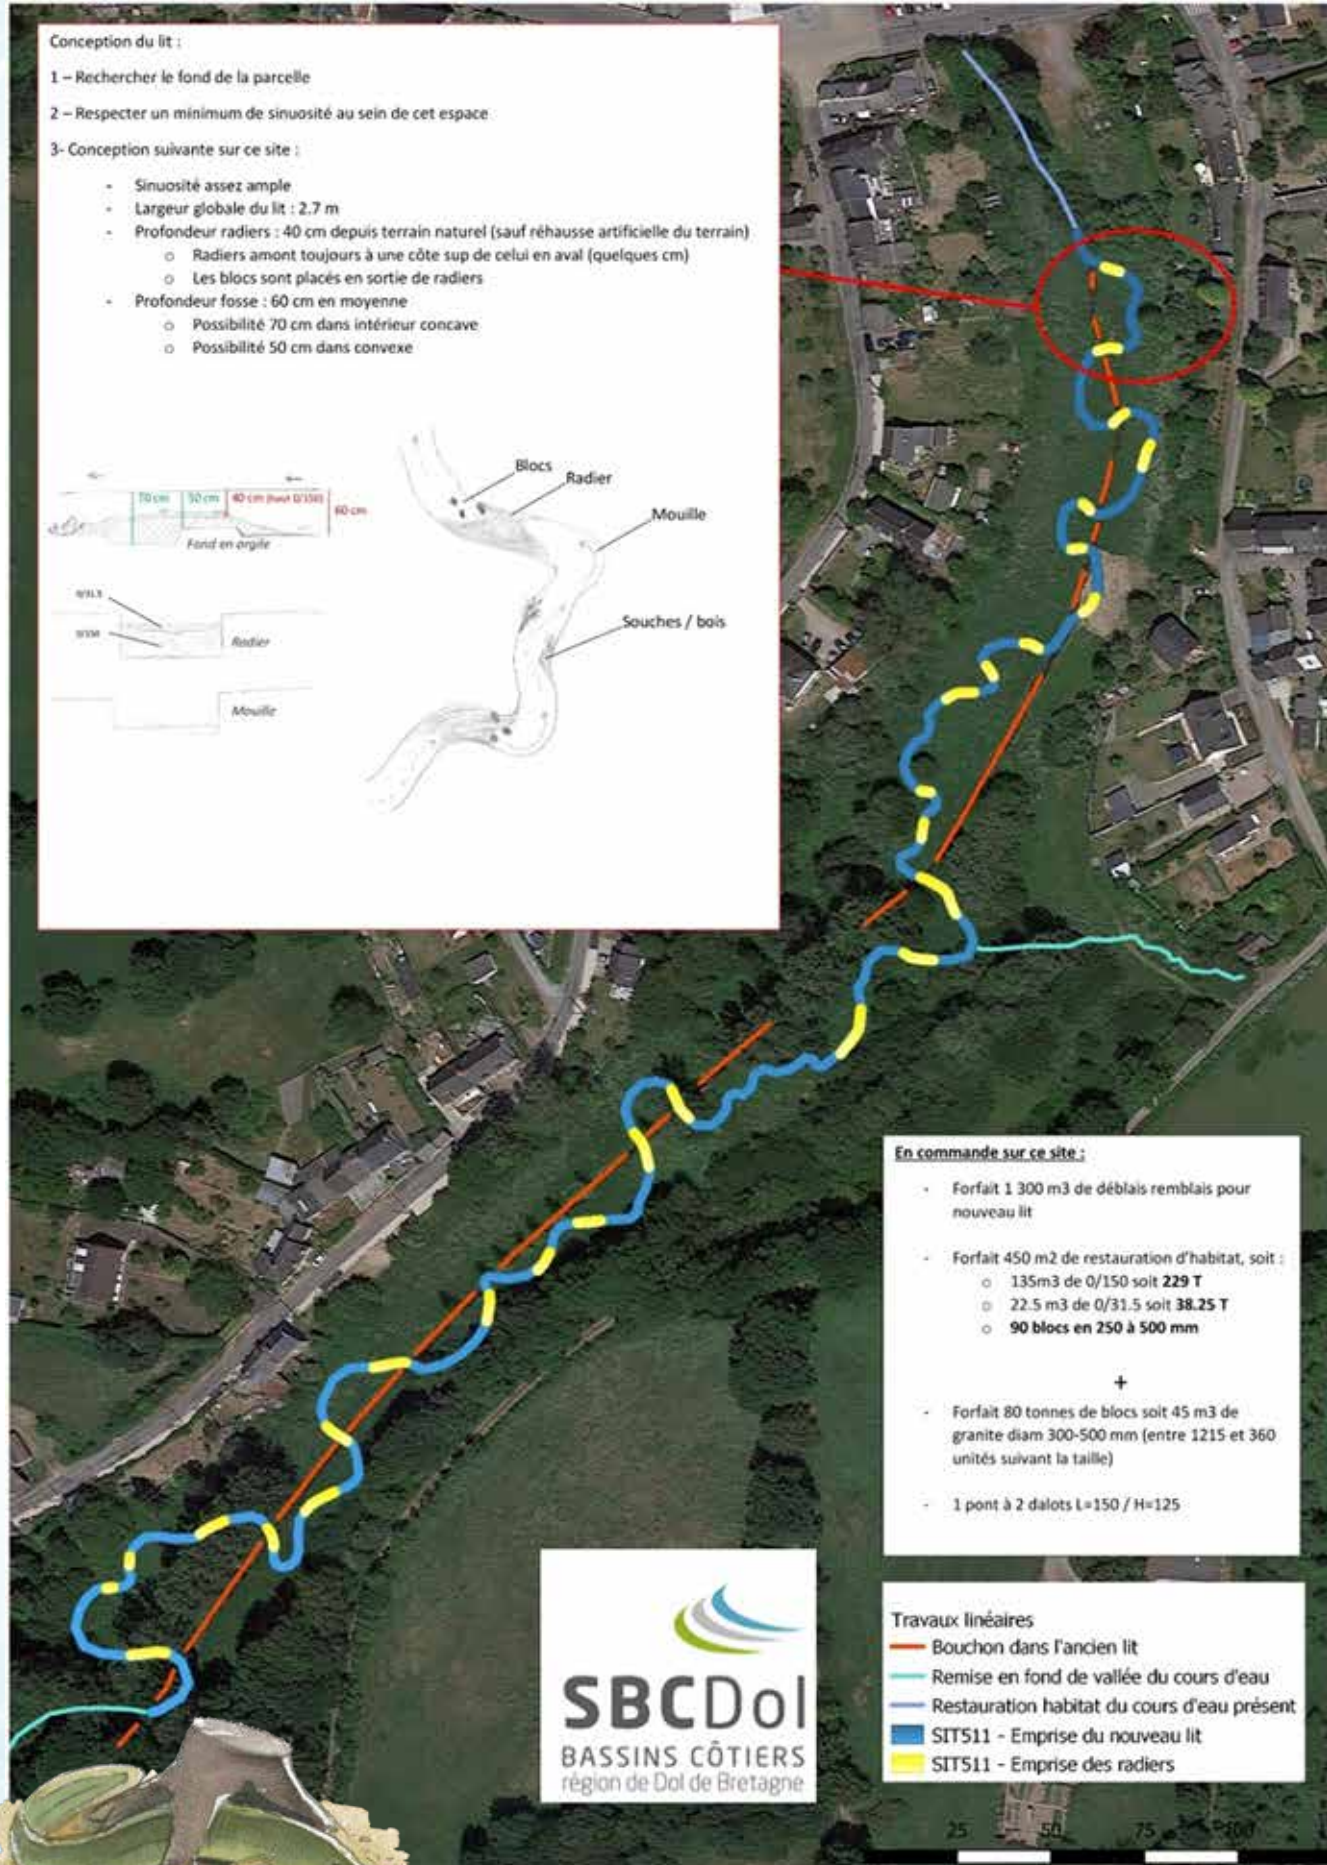 Conception du lit :
1 – Rechercher le fond de la parcelle
2 – Respecter un minimum de sinuosité au sein de cet espace
3- Conception suivante sur ce site :
- Sinuosité assez ample
- Largeur globale du lit : 2.7 m
- Profondeur radiers : 40 cm depuis terrain naturel (sauf réhausse artificielle du terrain)
o Radiers amont toujours à une côte sup de celui en aval (quelques cm)
o Les blocs sont placés en sortie de radiers
- Profondeur fosse : 60 cm en moyenne
o Possibilité 70 cm dans intérieur concave
o Possibilité 50 cm dans convexe
70 cm
50 cm
40 cm (haut 0/150)
60 cm
Fond en argile
0/31.5
0/150
Radier
Mouille
Blocs
Radier
Mouille
Souches / bois
En commande sur ce site :
- Forfait 1 300 m3 de déblais remblais pour
nouveau lit
- Forfait 450 m2 de restauration d'habitat, soit :
o 135m3 de 0/150 soit 229 T
o 22.5 m3 de 0/31.5 soit 38.25 T
o 90 blocs en 250 à 500 mm
+
- Forfait 80 tonnes de blocs soit 45 m3 de
granite diam 300-500 mm (entre 1215 et 360
unités suivant la taille)
- 1 pont à 2 dalots L=150 / H=125
Travaux linéaires
Bouchon dans l'ancien lit
Remise en fond de vallée du cours d'eau
Restauration habitat du cours d'eau présent
SIT511 - Emprise du nouveau lit
SIT511 - Emprise des radiers
SBCDol
BASSINS CÔTIERS
région de Dol de Bretagne
25 50 75 100